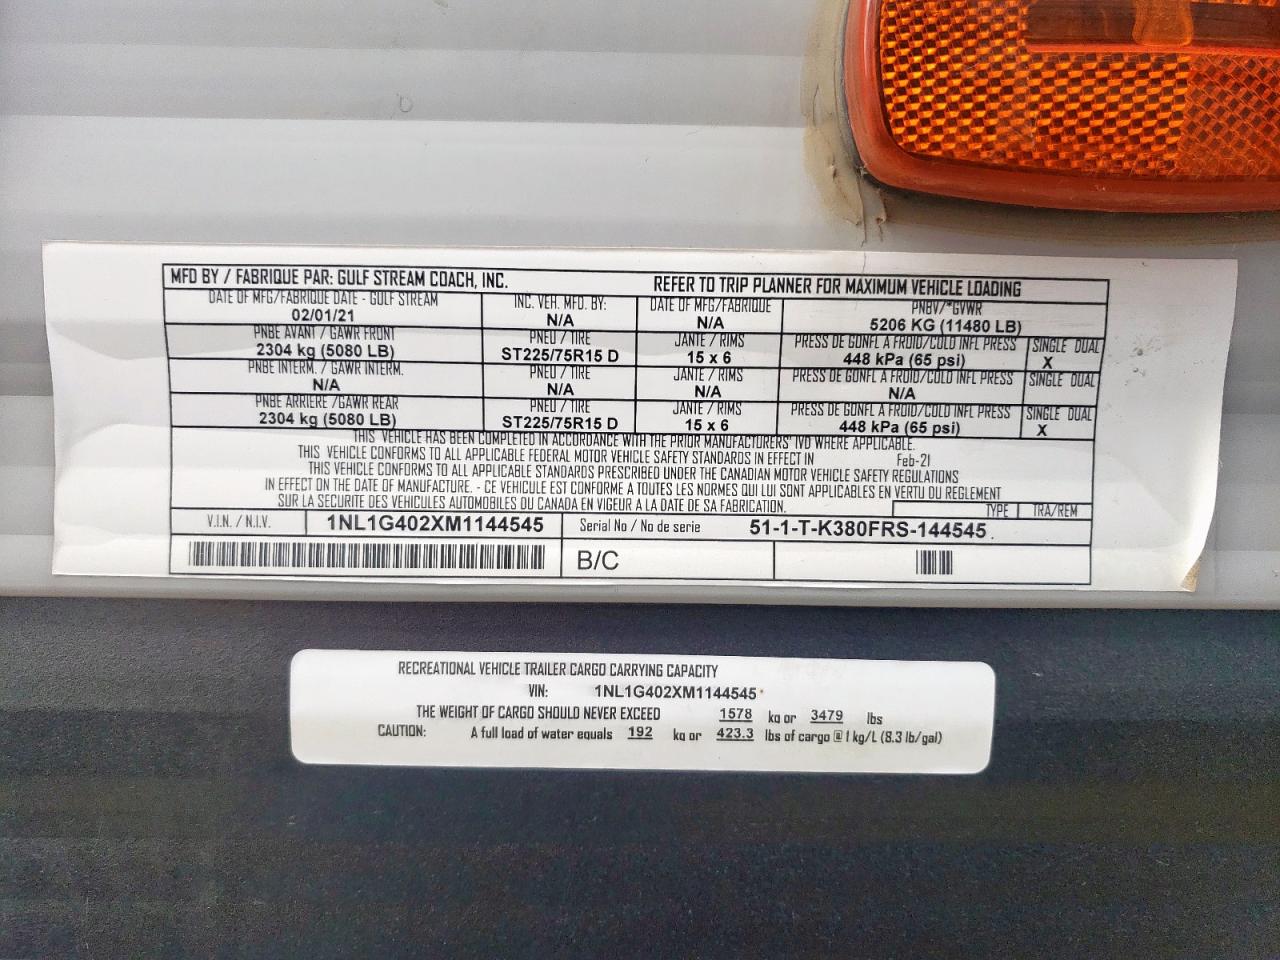 MFD BY / FABRIQUE PAR: GULF STREAM COACH, INC. REFER TO TRIP PLANNER FOR MAXIMUM VEHICLE LOADING
DATE OF MFG/FABRIQUE DATE - GULF STREAM INC. VEH. MFD. BY: DATE OF MFG/FABRIQUE PNBV/*GVWR
02/01/21 N/A N/A 5206 KG (11480 LB)
PNBE AVANT / GAWR FRONT PNEU / TIRE JANTE / RIMS PRESS DE GONFL A FROID/COLD INFL PRESS SINGLE DUAL
2304 kg (5080 LB) ST225/75R15 D 15 x 6 448 kPa (65 psi) X
PNBE INTERM. / GAWR INTERM. PNEU / TIRE JANTE / RIMS PRESS DE GONFL A FROID/COLD INFL PRESS SINGLE DUAL
N/A N/A N/A N/A
PNBE ARRIERE /GAWR REAR PNEU / TIRE JANTE / RIMS PRESS DE GONFL A FROID/COLD INFL PRESS SINGLE DUAL
2304 kg (5080 LB) ST225/75R15 D 15 x 6 448 kPa (65 psi) X
THIS VEHICLE HAS BEEN COMPLETED IN ACCORDANCE WITH THE PRIOR MANUFACTURERS' IVD WHERE APPLICABLE.
THIS VEHICLE CONFORMS TO ALL APPLICABLE FEDERAL MOTOR VEHICLE SAFETY STANDARDS IN EFFECT IN Feb-21
THIS VEHICLE CONFORMS TO ALL APPLICABLE STANDARDS PRESCRIBED UNDER THE CANADIAN MOTOR VEHICLE SAFETY REGULATIONS
IN EFFECT ON THE DATE OF MANUFACTURE. - CE VEHICULE EST CONFORME A TOUTES LES NORMES QUI LUI SONT APPLICABLES EN VERTU DU REGLEMENT
SUR LA SECURITE DES VEHICULES AUTOMOBILES DU CANADA EN VIGEUR A LA DATE DE SA FABRICATION. TYPE TRA/REM
V.I.N. / N.I.V. 1NL1G402XM1144545 Serial No / No de serie 51-1-T-K380FRS-144545
B/C
RECREATIONAL VEHICLE TRAILER CARGO CARRYING CAPACITY
VIN: 1NL1G402XM1144545
THE WEIGHT OF CARGO SHOULD NEVER EXCEED 1578 kg or 3479 lbs
CAUTION: A full load of water equals 192 kg or 423.3 lbs of cargo @ 1 kg/L (8.3 lb/gal)